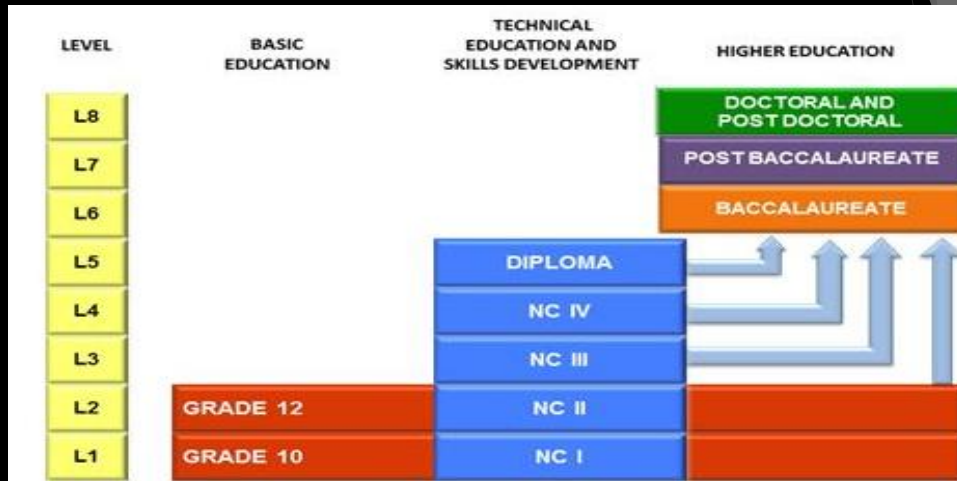 LEVEL
BASIC
EDUCATION
TECHNICAL
EDUCATION AND
SKILLS DEVELOPMENT
HIGHER EDUCATION
L8
DOCTORAL AND
POST DOCTORAL
L7
POST BACCALAUREATE
L6
BACCALAUREATE
L5
DIPLOMA
L4
NC IV
L3
NC III
L2
GRADE 12
NC II
L1
GRADE 10
NC I